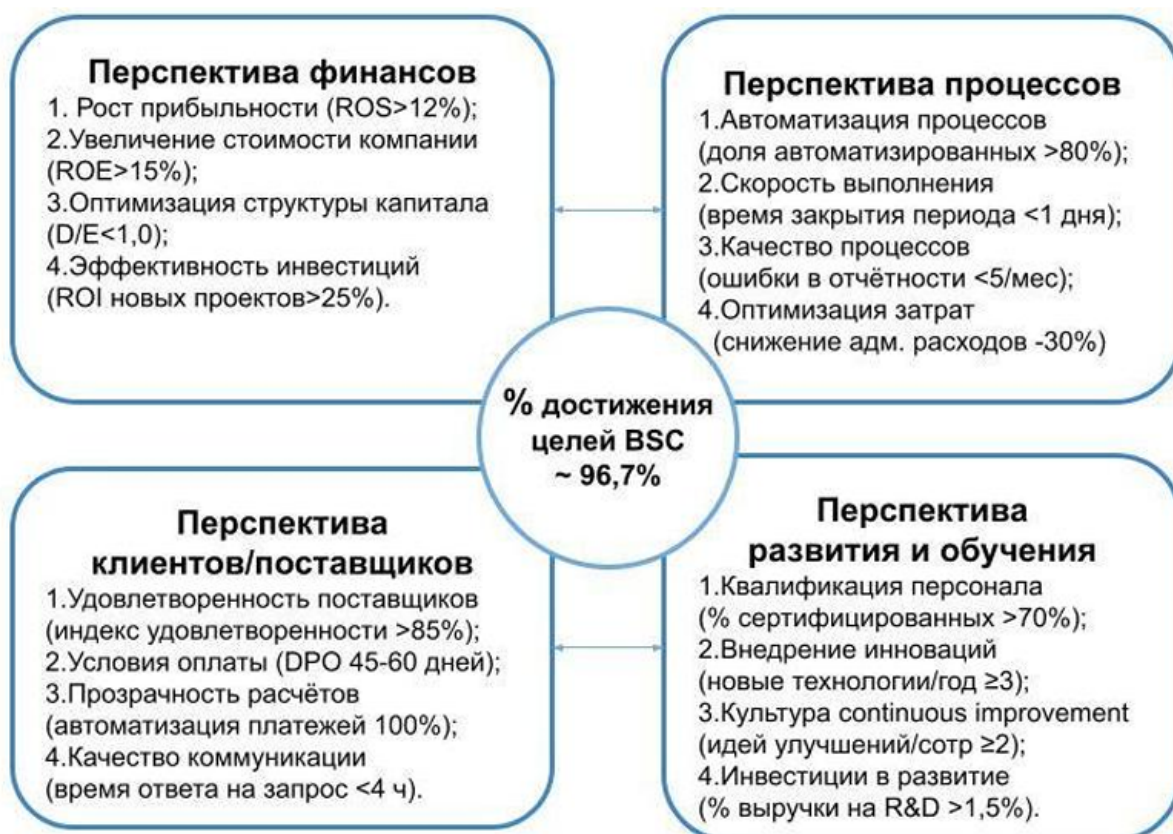 Перспектива финансов
1. Рост прибыльности (ROS>12%);
2.Увеличение стоимости компании
(ROE>15%);
3.Оптимизация структуры капитала
(D/E<1,0);
4.Эффективность инвестиций
(ROI новых проектов>25%).
Перспектива процессов
1.Автоматизация процессов
(доля автоматизированных >80%);
2.Скорость выполнения
(время закрытия периода <1 дня);
3.Качество процессов
(ошибки в отчётности <5/мес);
4.Оптимизация затрат
(снижение адм. расходов -30%)
% достижения
целей BSC
~ 96,7%
Перспектива
клиентов/поставщиков
1.Удовлетворенность поставщиков
(индекс удовлетворенности >85%);
2.Условия оплаты (DPO 45-60 дней);
3.Прозрачность расчётов
(автоматизация платежей 100%);
4.Качество коммуникации
(время ответа на запрос <4 ч).
Перспектива
развития и обучения
1.Квалификация персонала
(% сертифицированных >70%);
2.Внедрение инноваций
(новые технологии/год ≥3);
3.Культура continuous improvement
(идей улучшений/сотр ≥2);
4.Инвестиции в развитие
(% выручки на R&D >1,5%).